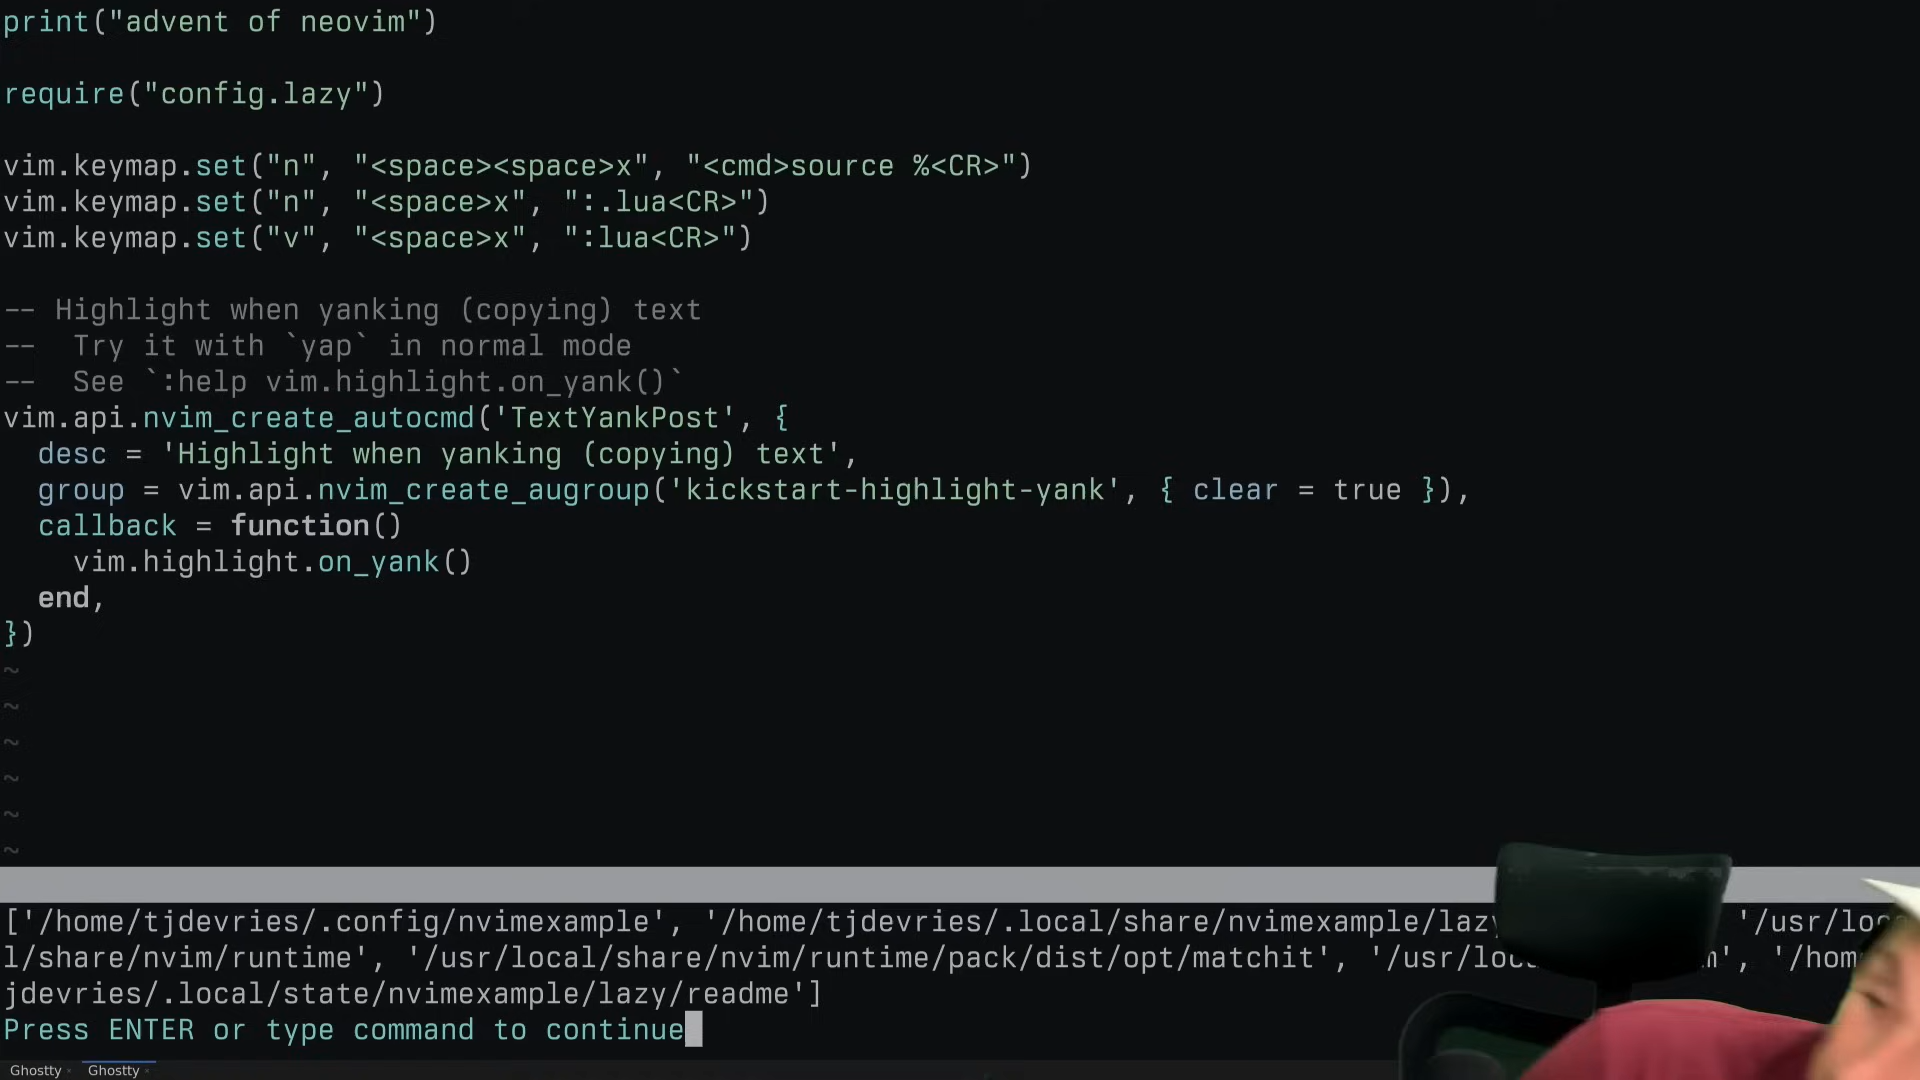 print("advent of neovim")
require("config.lazy")
vim.keymap.set("n", "<space><space>x", "<cmd>source %<CR>")
vim.keymap.set("n", "<space>x", ":.lua<CR>")
vim.keymap.set("v", "<space>x", ":lua<CR>")
-- Highlight when yanking (copying) text
--  Try it with `yap` in normal mode
--  See `:help vim.highlight.on_yank()`
vim.api.nvim_create_autocmd('TextYankPost', {
  desc = 'Highlight when yanking (copying) text',
  group = vim.api.nvim_create_augroup('kickstart-highlight-yank', { clear = true }),
  callback = function()
    vim.highlight.on_yank()
  end,
})
~
~
~
~
~
~
['/home/tjdevries/.config/nvimexample', '/home/tjdevries/.local/share/nvimexample/lazy '/usr/loc
l/share/nvim/runtime', '/usr/local/share/nvim/runtime/pack/dist/opt/matchit', '/hom
jdevries/.local/state/nvimexample/lazy/readme']
Press ENTER or type command to continue
Ghostty Ghostty